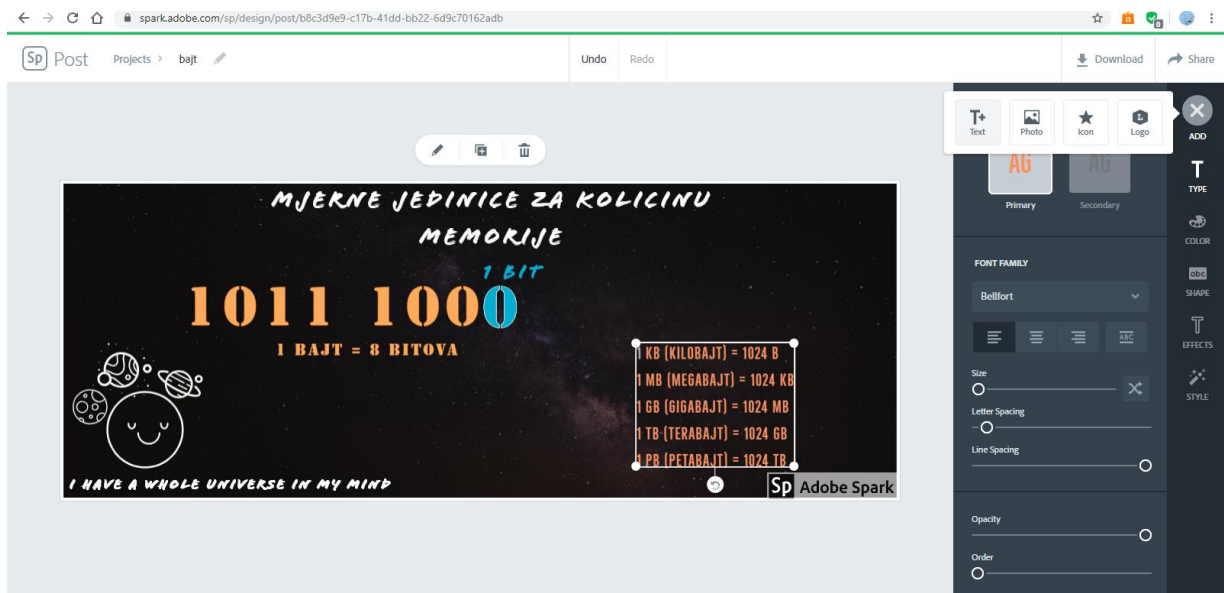 spark.adobe.com/sp/design/post/b8c3d9e9-c17b-41dd-bb22-6d9c70162adb
Sp Post Projects > bajt
Undo Redo
Download Share
Text Photo Icon Logo
ADD
AG AG
Primary Secondary
TYPE
COLOR
SHAPE
EFFECTS
STYLE
FONT FAMILY
Bellfort
ABC
Size
Letter Spacing
Line Spacing
Opacity
Order
MJERNE JEDINICE ZA KOLICINU
MEMORIJE
1 BIT
1011 1000
1 BAJT = 8 BITOVA
1 KB (KILOBAJT) = 1024 B
1 MB (MEGABAJT) = 1024 KB
1 GB (GIGABAJT) = 1024 MB
1 TB (TERABAJT) = 1024 GB
1 PB (PETABAJT) = 1024 TB
I HAVE A WHOLE UNIVERSE IN MY MIND
Sp Adobe Spark